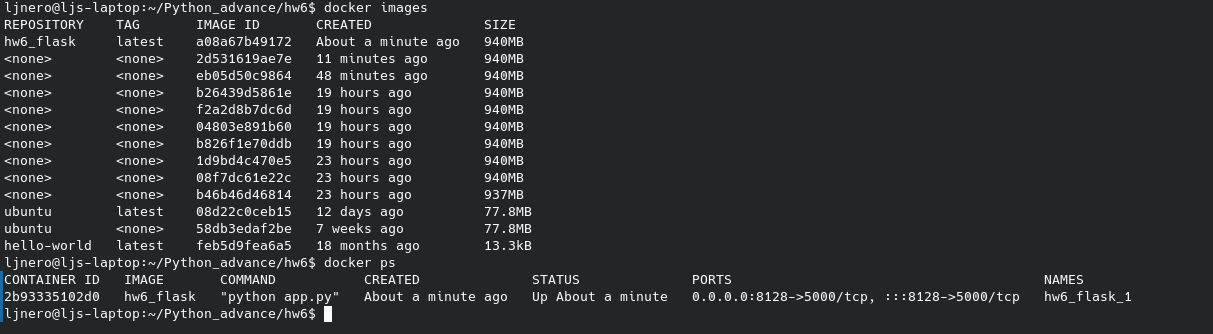 ljnero@ljs-laptop:~/Python_advance/hw6$ docker images
REPOSITORY    TAG       IMAGE ID       CREATED              SIZE
hw6_flask     latest    a08a67b49172   About a minute ago   940MB
<none>        <none>    2d531619ae7e   11 minutes ago       940MB
<none>        <none>    eb05d50c9864   48 minutes ago       940MB
<none>        <none>    b26439d5861e   19 hours ago         940MB
<none>        <none>    f2a2d8b7dc6d   19 hours ago         940MB
<none>        <none>    04803e891b60   19 hours ago         940MB
<none>        <none>    b826f1e70ddb   19 hours ago         940MB
<none>        <none>    1d9bd4c470e5   23 hours ago         940MB
<none>        <none>    08f7dc61e22c   23 hours ago         940MB
<none>        <none>    b46b46d46814   23 hours ago         937MB
ubuntu        latest    08d22c0ceb15   12 days ago          77.8MB
ubuntu        <none>    58db3edaf2be   7 weeks ago          77.8MB
hello-world   latest    feb5d9fea6a5   18 months ago        13.3kB
ljnero@ljs-laptop:~/Python_advance/hw6$ docker ps
CONTAINER ID   IMAGE       COMMAND           CREATED              STATUS              PORTS                                       NAMES
2b93335102d0   hw6_flask   "python app.py"   About a minute ago   Up About a minute   0.0.0.0:8128->5000/tcp, :::8128->5000/tcp   hw6_flask_1
ljnero@ljs-laptop:~/Python_advance/hw6$